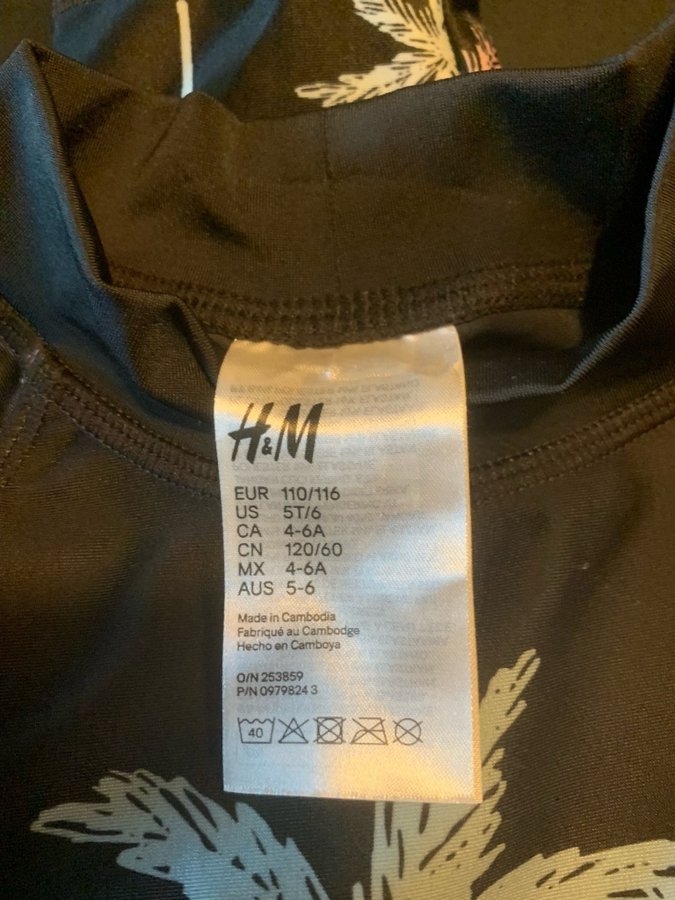 H&M
EUR 110/116
US 5T/6
CA 4-6A
CN 120/60
MX 4-6A
AUS 5-6
Made in Cambodia
Fabriqué au Cambodge
Hecho en Camboya
O/N 253859
P/N 0979824 3
40